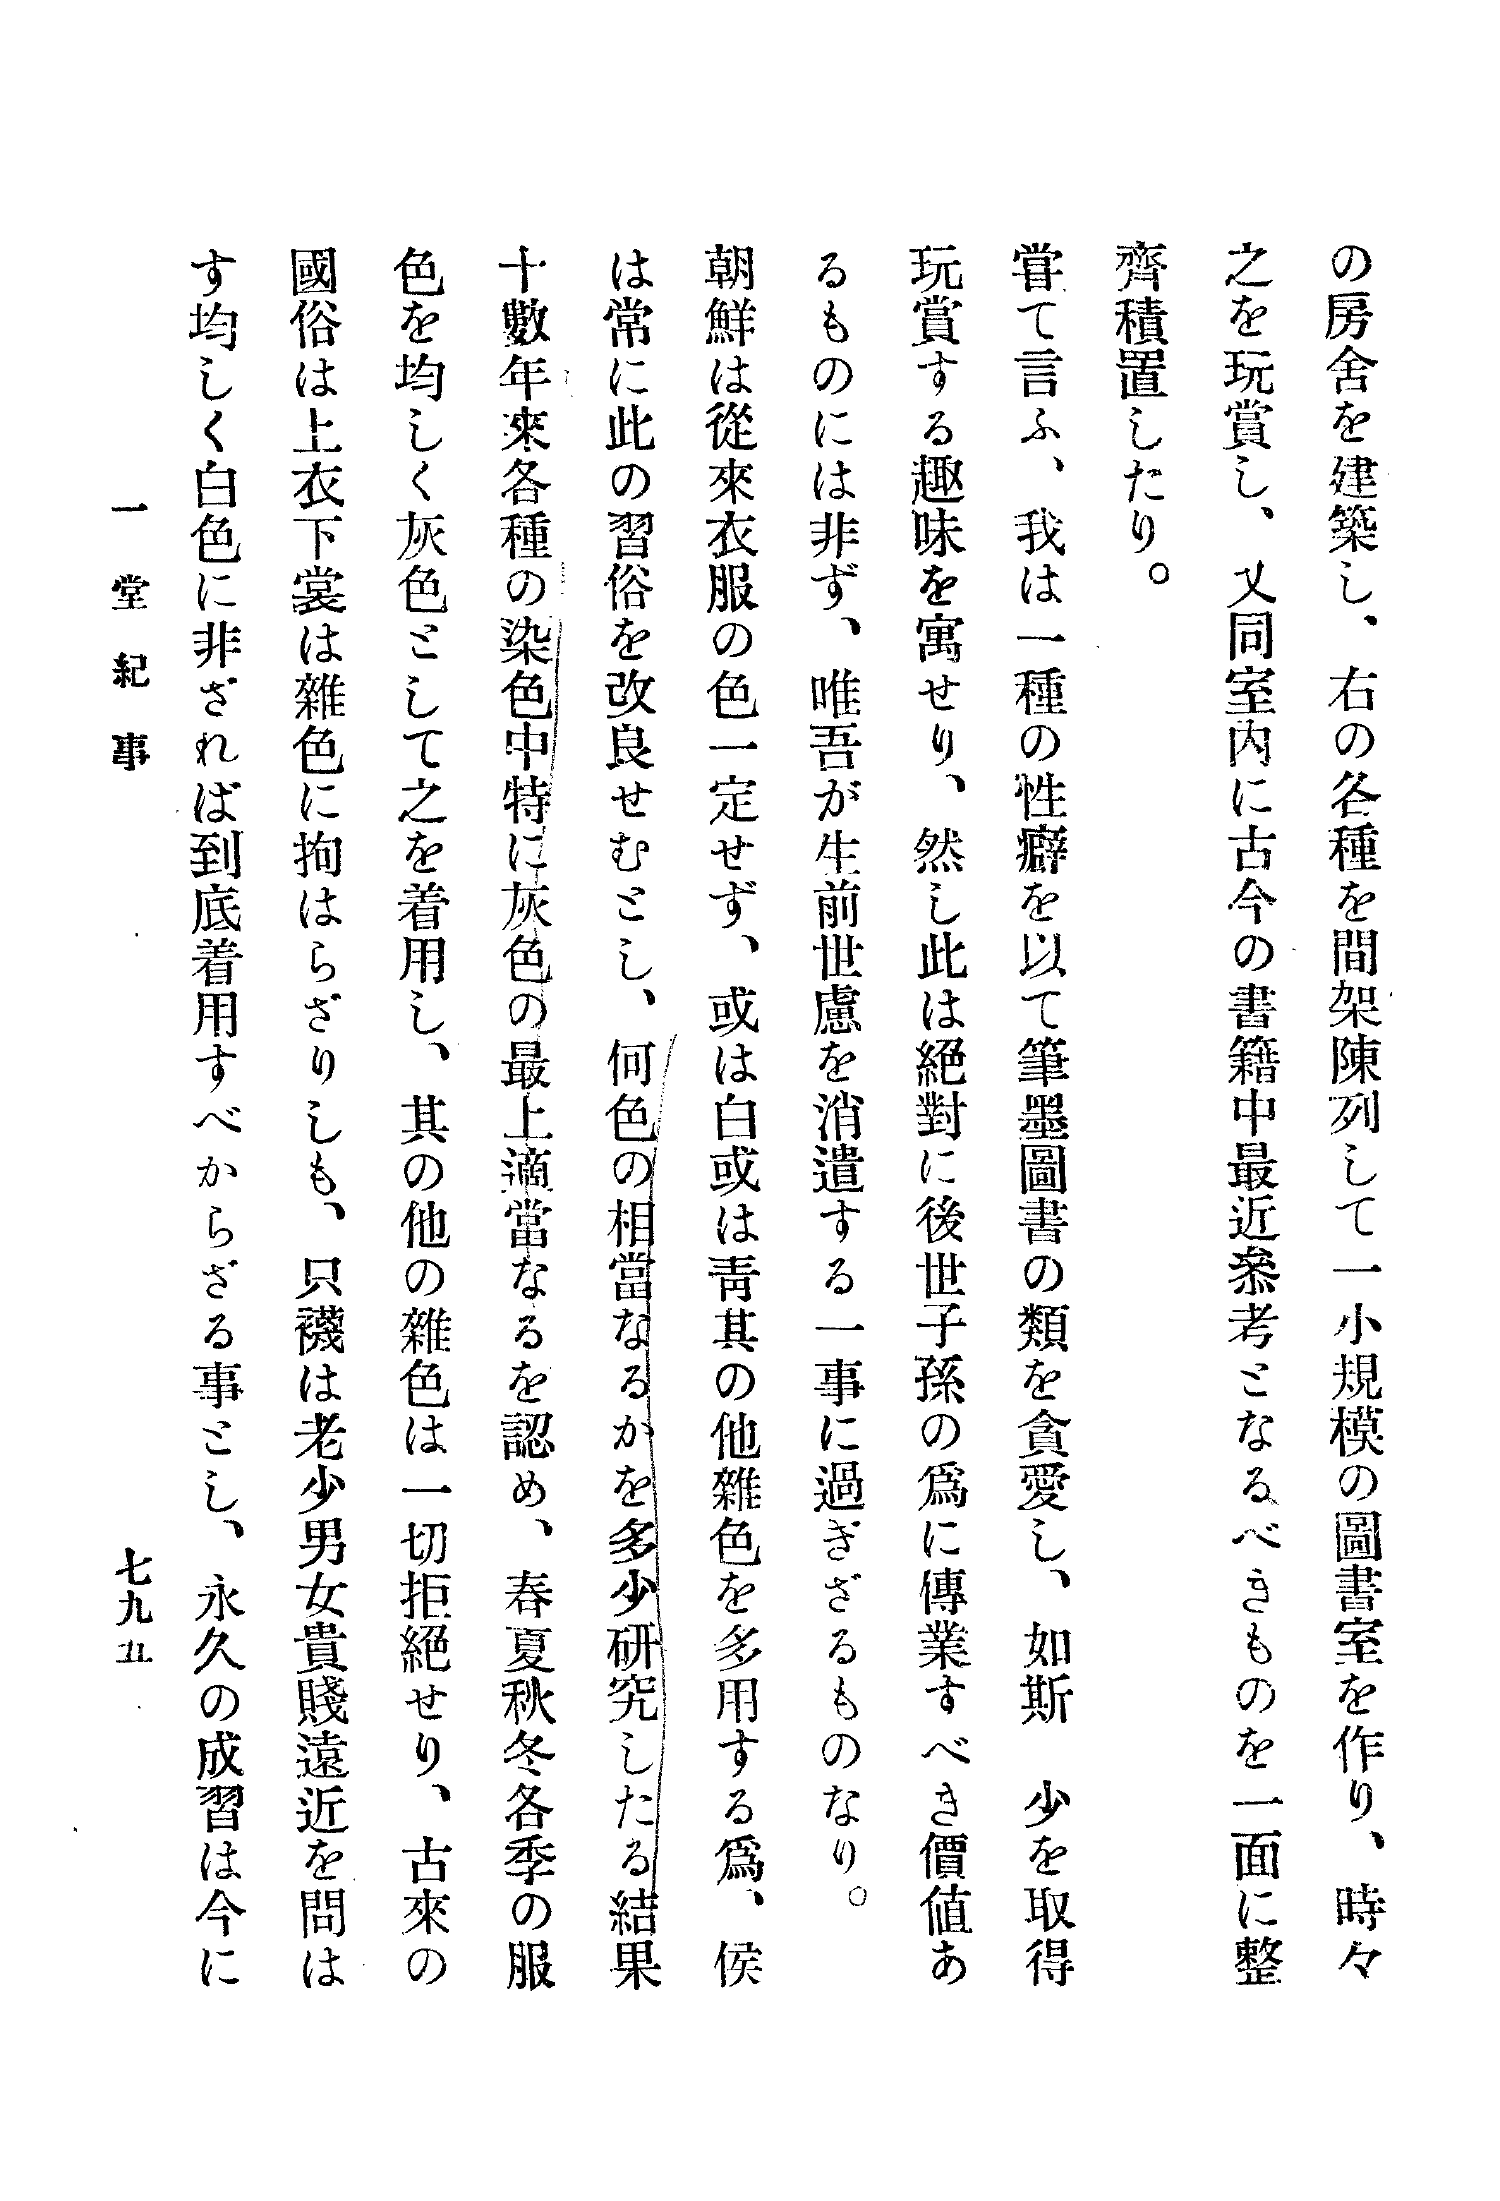 の房舍を建築し、右の各種を間架陳列して一小規模の圖書室を作り、時々
之を玩賞し、又同室内に古今の書籍中最近叅考となるべきものを一面に整
齊積置したり。
甞て言ふ、我は一種の性癖を以て筆墨圖書の類を貪愛し、如斯　少を取得
玩賞する趣味を寓せり、然し此は絕對に後世子孫の爲に傳業すべき價値あ
るものには非ず、唯吾が生前世慮を消遣する一事に過ぎざるものなり。
朝鮮は從來衣服の色一定せず、或は白或は靑其の他雜色を多用する爲、侯
は常に此の習俗を改良せむとし、何色の相當なるかを多少研究したる結果
十數年來各種の染色中特に灰色の最上適當なるを認め、春夏秋冬各季の服
色を均しく灰色として之を着用し、其の他の雜色は一切拒絕せり、古來の
國俗は上衣下裳は雜色に拘はらざりしも、只襪は老少男女貴賤遠近を問は
す均しく白色に非ざれば到底着用すべからざる事とし、永久の成習は今に
一堂紀事
七九五